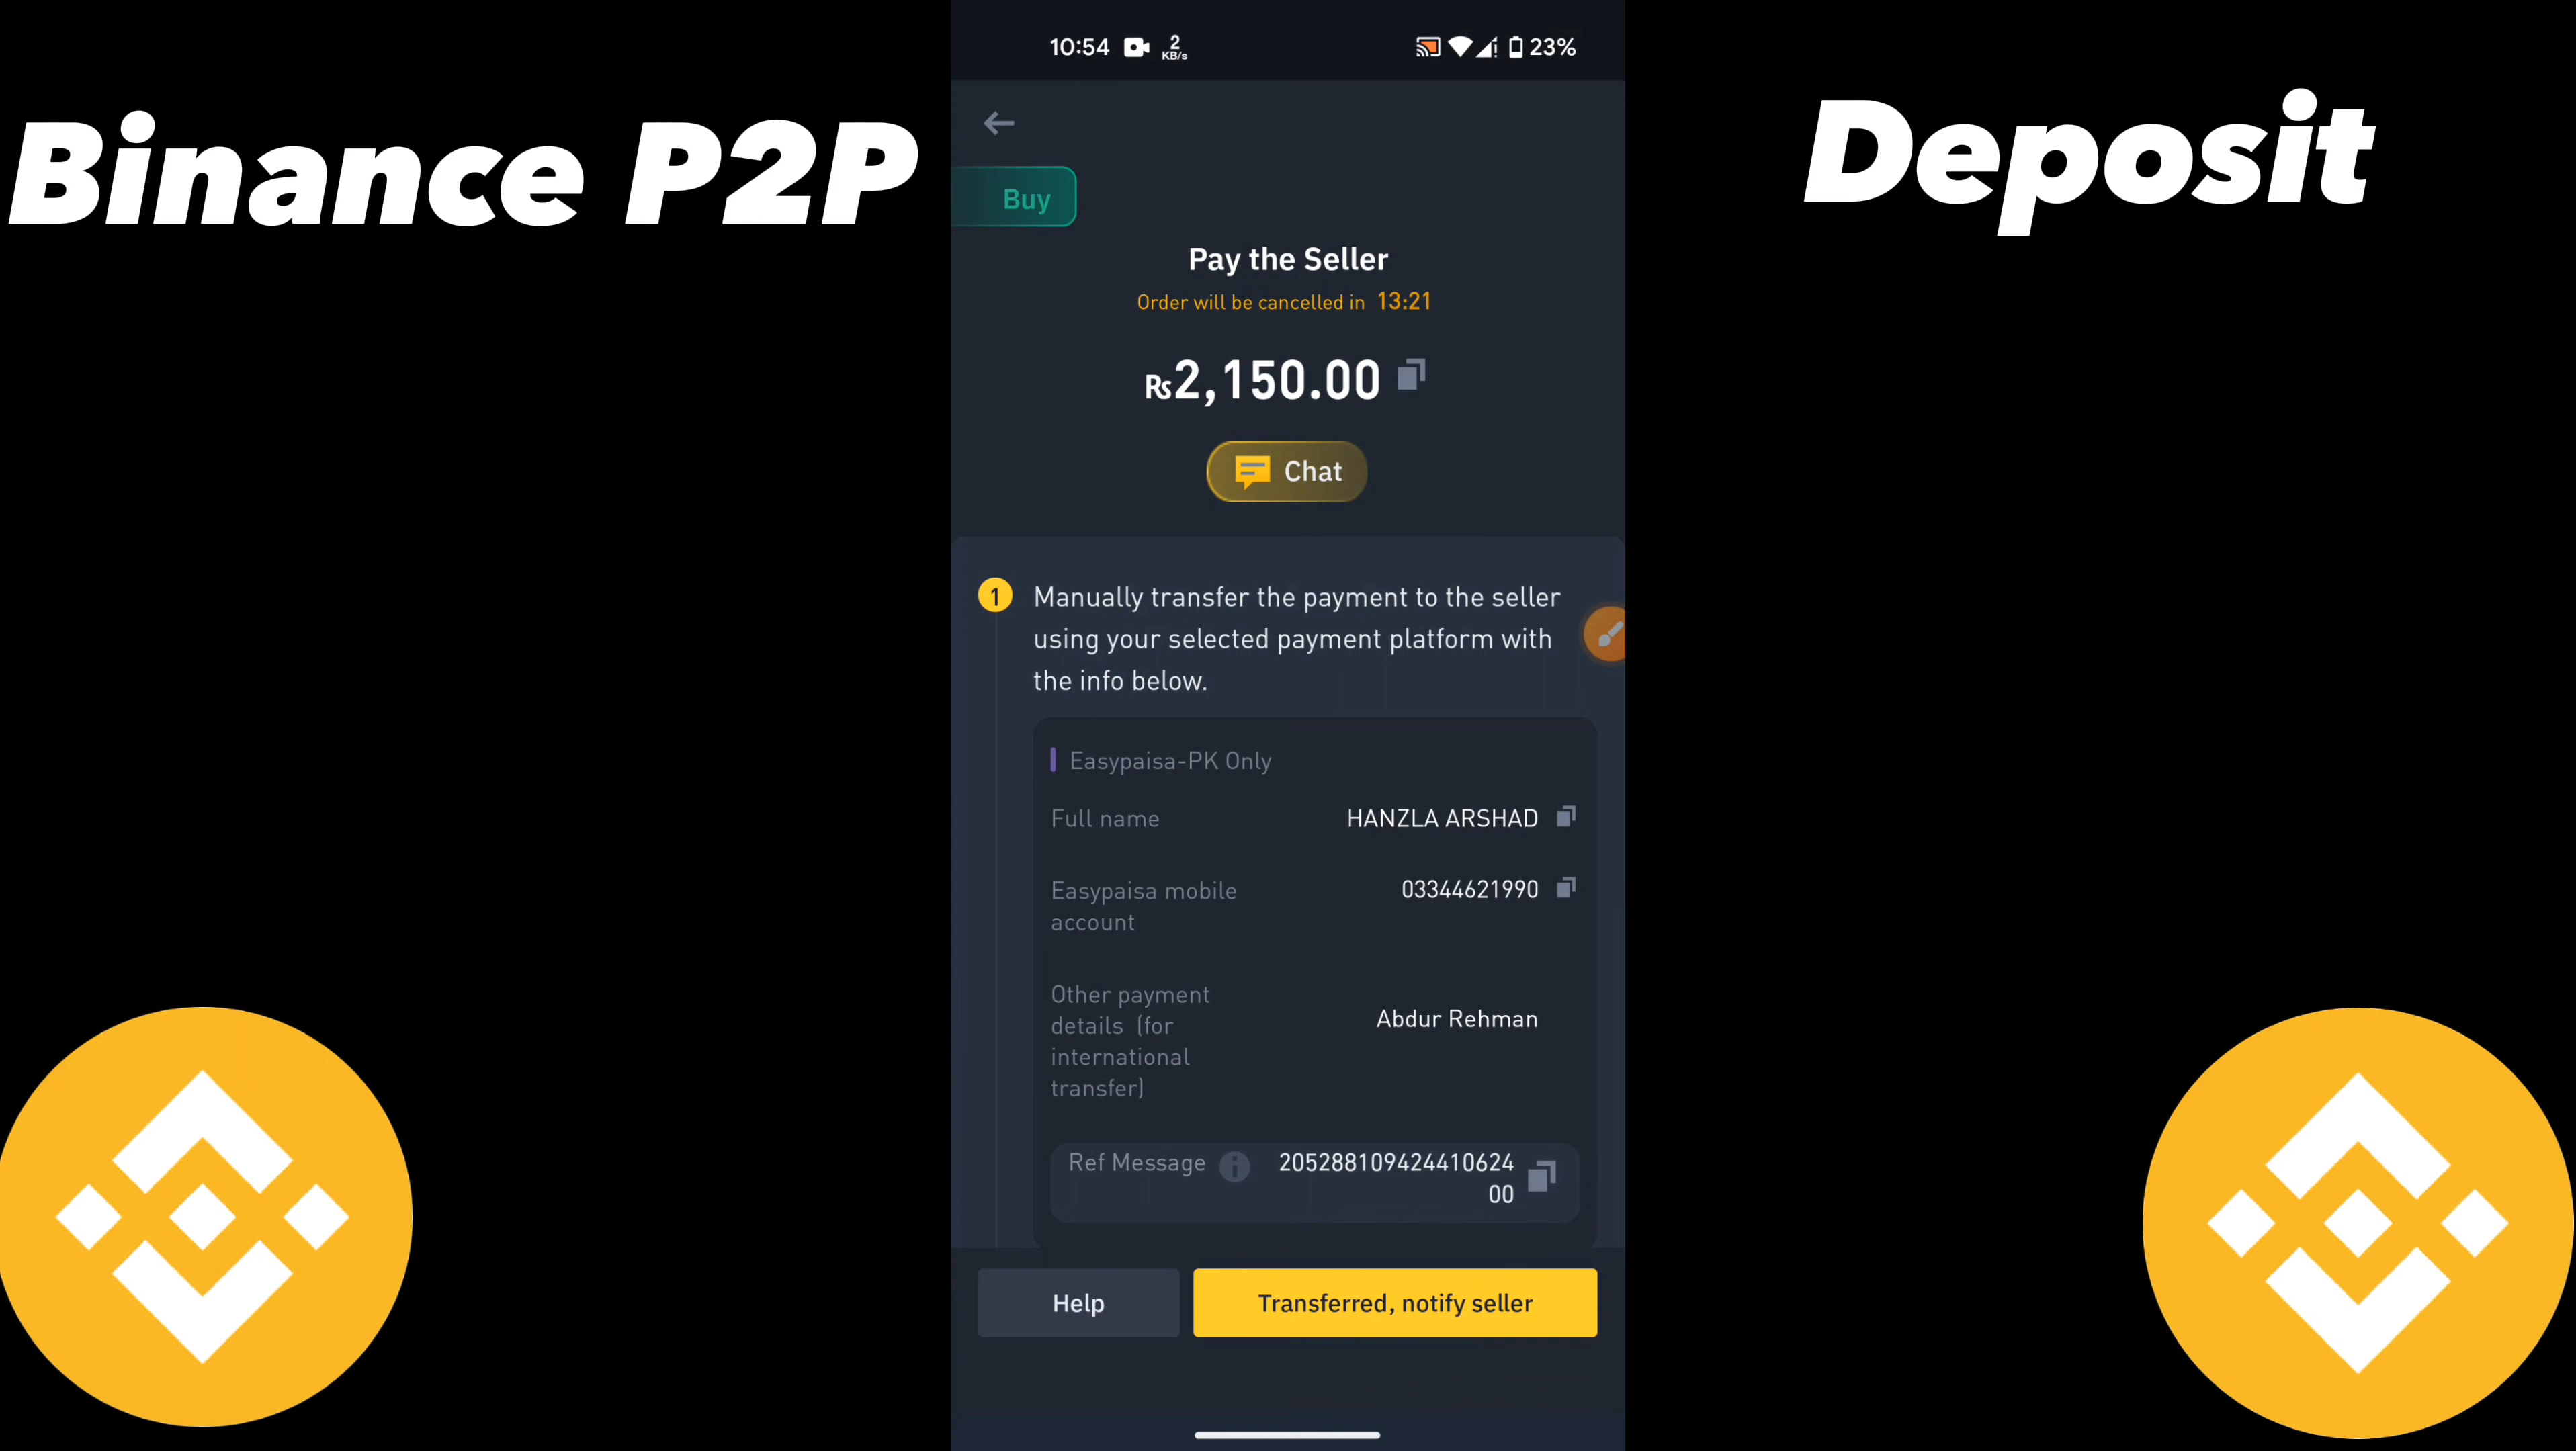 Binance P2P
Deposit
10:54 2 KB/s 23%
Buy
Pay the Seller
Order will be cancelled in 13:21
₨2,150.00
Chat
1 Manually transfer the payment to the seller
using your selected payment platform with
the info below.
Easypaisa-PK Only
Full name HANZLA ARSHAD
Easypaisa mobile 03344621990
account
Other payment
details (for Abdur Rehman
international
transfer)
Ref Message 205288109424410624
00
Help Transferred, notify seller